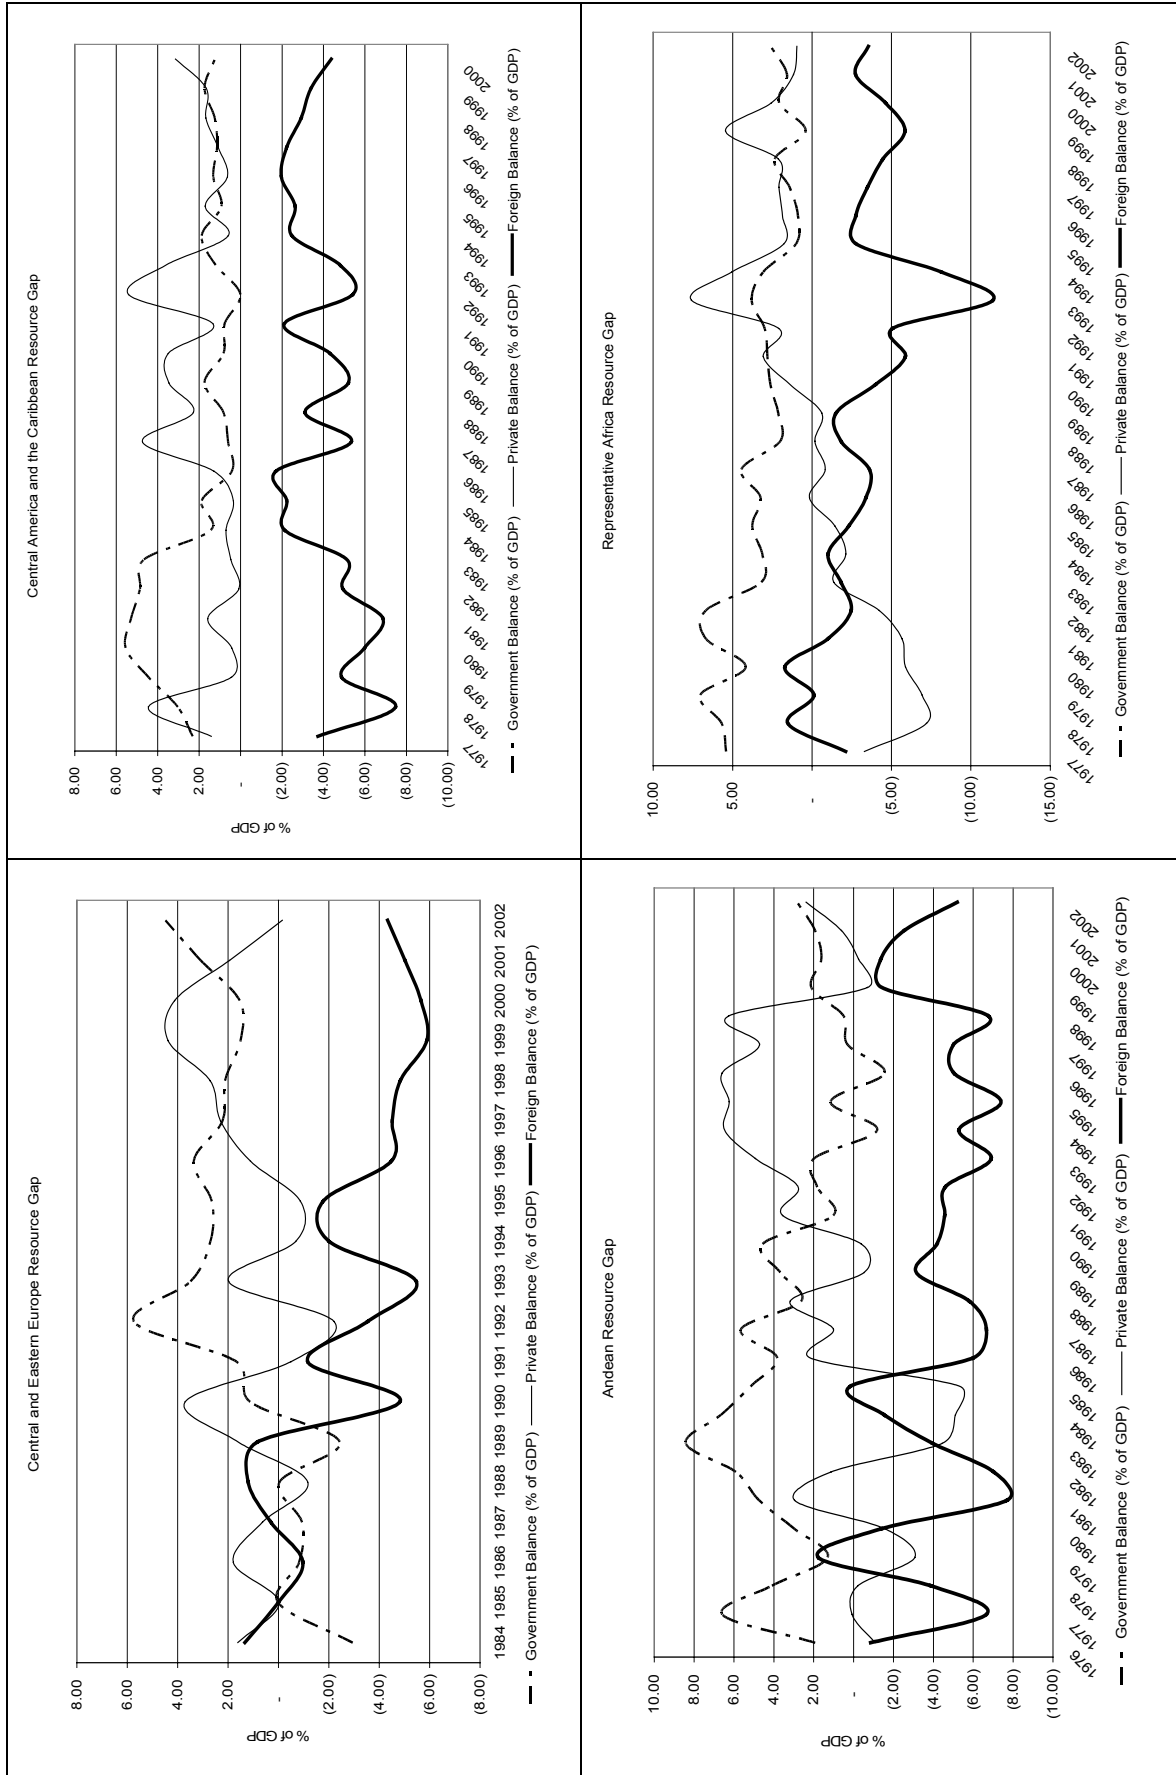 Central and Eastern Europe Resource Gap
8.00
6.00
4.00
2.00
-
(2.00)
(4.00)
(6.00)
(8.00)
% of GDP
1984 1985 1986 1987 1988 1989 1990 1991 1992 1993 1994 1995 1996 1997 1998 1999 2000 2001 2002
Government Balance (% of GDP) Private Balance (% of GDP) Foreign Balance (% of GDP)
Central America and the Caribbean Resource Gap
8.00
6.00
4.00
2.00
-
(2.00)
(4.00)
(6.00)
(8.00)
(10.00)
% of GDP
1977 1978 1979 1980 1981 1982 1983 1984 1985 1986 1987 1988 1989 1990 1991 1992 1993 1994 1995 1996 1997 1998 1999 2000
Government Balance (% of GDP) Private Balance (% of GDP) Foreign Balance (% of GDP)
Andean Resource Gap
10.00
8.00
6.00
4.00
2.00
-
(2.00)
(4.00)
(6.00)
(8.00)
(10.00)
% of GDP
1976 1977 1978 1979 1980 1981 1982 1983 1984 1985 1986 1987 1988 1989 1990 1991 1992 1993 1994 1995 1996 1997 1998 1999 2000 2001 2002
Government Balance (% of GDP) Private Balance (% of GDP) Foreign Balance (% of GDP)
Representative Africa Resource Gap
10.00
5.00
-
(5.00)
(10.00)
(15.00)
1977 1978 1979 1980 1981 1982 1983 1984 1985 1986 1987 1988 1989 1990 1991 1992 1993 1994 1995 1996 1997 1998 1999 2000 2001 2002
Government Balance (% of GDP) Private Balance (% of GDP) Foreign Balance (% of GDP)